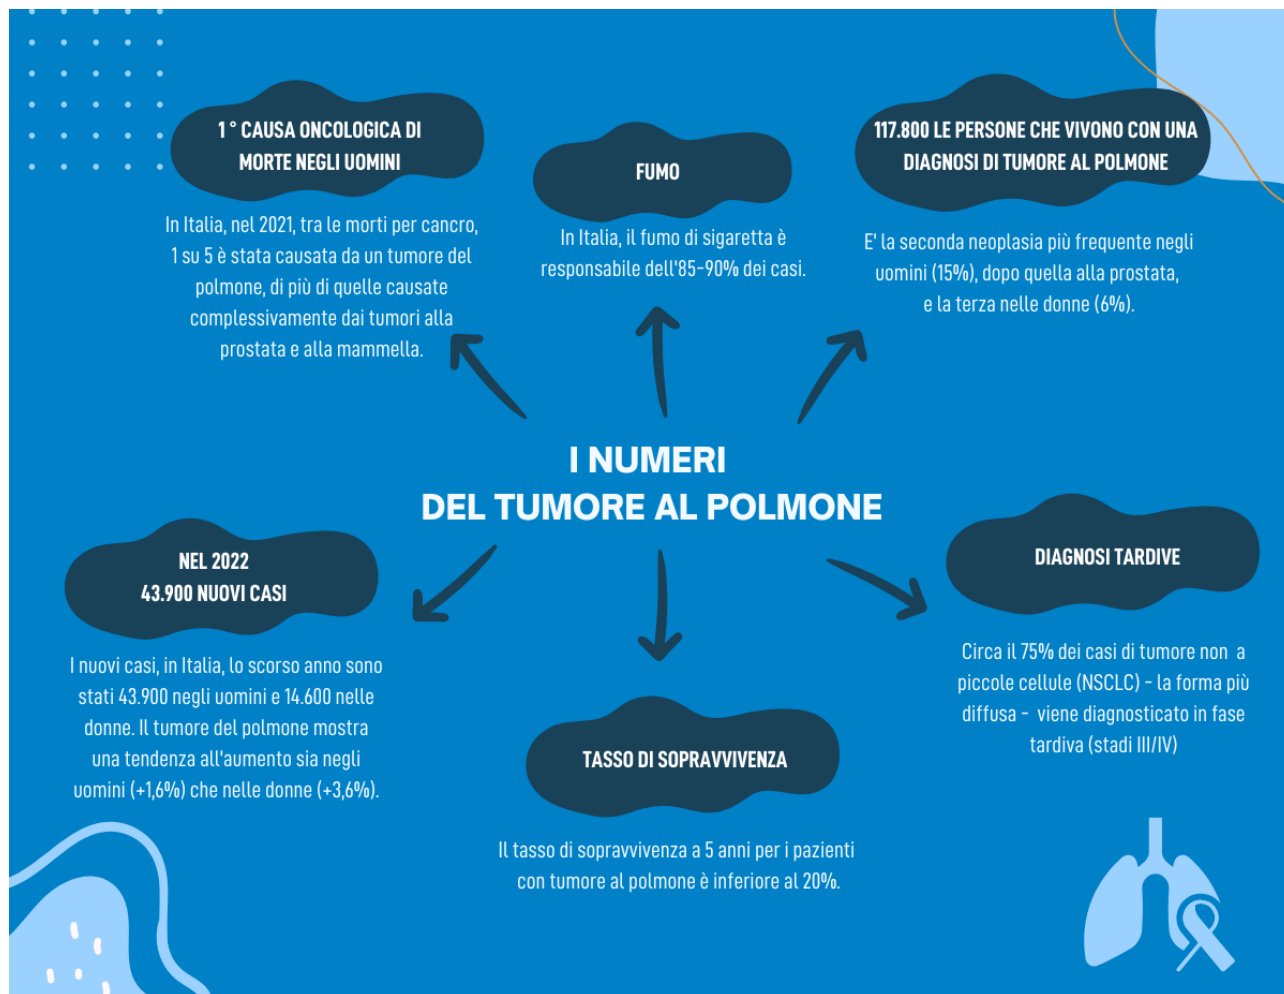 1 ° CAUSA ONCOLOGICA DI
MORTE NEGLI UOMINI
In Italia, nel 2021, tra le morti per cancro,
1 su 5 è stata causata da un tumore del
polmone, di più di quelle causate
complessivamente dai tumori alla
prostata e alla mammella.
FUMO
In Italia, il fumo di sigaretta è
responsabile dell'85-90% dei casi.
117.800 LE PERSONE CHE VIVONO CON UNA
DIAGNOSI DI TUMORE AL POLMONE
E' la seconda neoplasia più frequente negli
uomini (15%), dopo quella alla prostata,
e la terza nelle donne (6%).
I NUMERI
DEL TUMORE AL POLMONE
NEL 2022
43.900 NUOVI CASI
I nuovi casi, in Italia, lo scorso anno sono
stati 43.900 negli uomini e 14.600 nelle
donne. Il tumore del polmone mostra
una tendenza all'aumento sia negli
uomini (+1,6%) che nelle donne (+3,6%).
TASSO DI SOPRAVVIVENZA
Il tasso di sopravvivenza a 5 anni per i pazienti
con tumore al polmone è inferiore al 20%.
DIAGNOSI TARDIVE
Circa il 75% dei casi di tumore non a
piccole cellule (NSCLC) - la forma più
diffusa - viene diagnosticato in fase
tardiva (stadi III/IV)